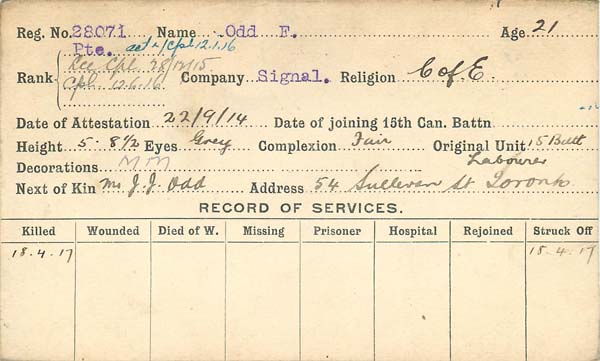 Reg. No. 28071 Name Odd F. Age 21
Pte. act L/Cpl 12.1.16
Rank Lce Cpl 28/12/15 Company Signal. Religion C of E.
Cpl 12.6.16
Date of Attestation 22/9/14 Date of joining 15th Can. Battn
Height 5. 8½ Eyes Grey Complexion Fair Original Unit 15 Batt
Decorations MM Labourer
Next of Kin Mr J. J. Odd Address 54 Sullivan St Toronto
RECORD OF SERVICES.
Killed Wounded Died of W. Missing Prisoner Hospital Rejoined Struck Off
18.4.17 18.4.17